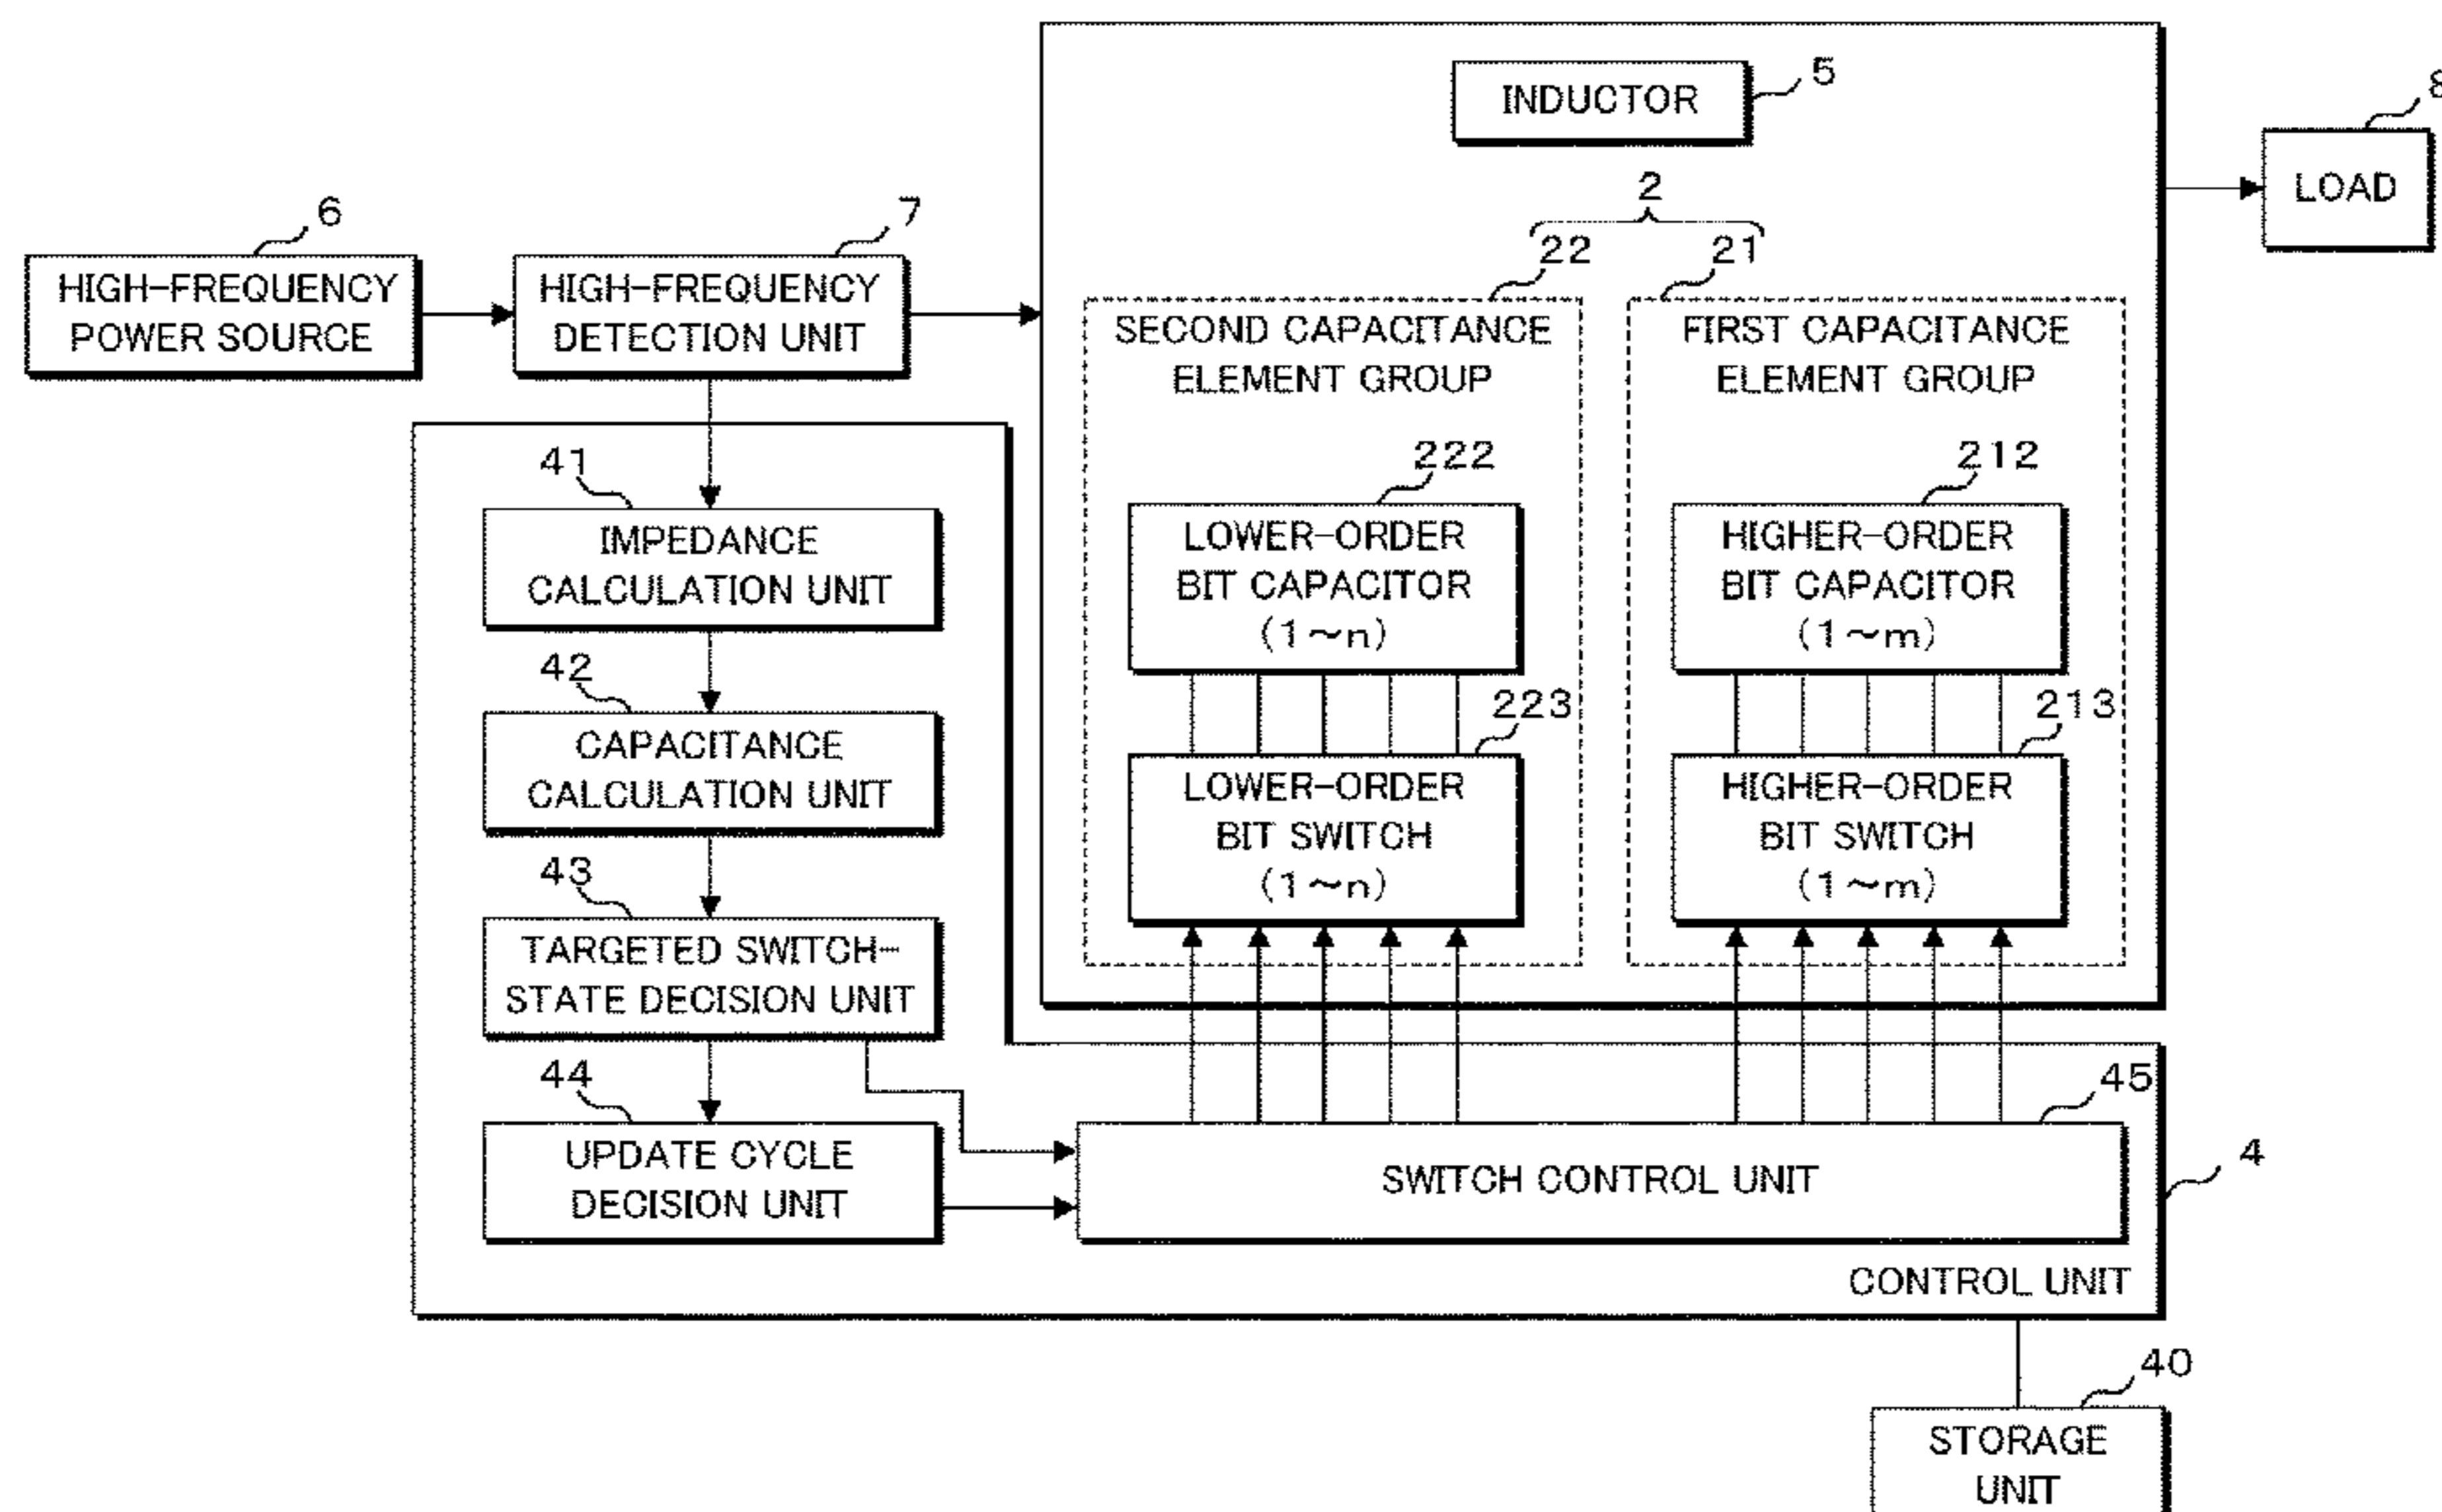 5
INDUCTOR
8
LOAD
2
22
21
6
HIGH-FREQUENCY
POWER SOURCE
7
HIGH-FREQUENCY
DETECTION UNIT
SECOND CAPACITANCE
ELEMENT GROUP
FIRST CAPACITANCE
ELEMENT GROUP
41
IMPEDANCE
CALCULATION UNIT
222
LOWER-ORDER
BIT CAPACITOR
(1~n)
212
HIGHER-ORDER
BIT CAPACITOR
(1~m)
42
CAPACITANCE
CALCULATION UNIT
223
LOWER-ORDER
BIT SWITCH
(1~n)
213
HIGHER-ORDER
BIT SWITCH
(1~m)
43
TARGETED SWITCH-
STATE DECISION UNIT
44
UPDATE CYCLE
DECISION UNIT
45
SWITCH CONTROL UNIT
4
CONTROL UNIT
40
STORAGE
UNIT